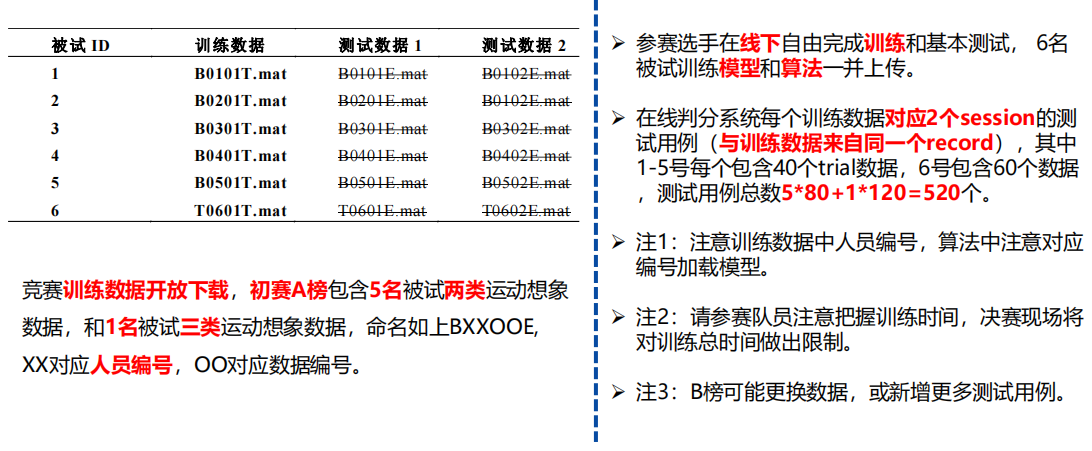 被试 ID 训练数据 测试数据 1 测试数据 2
1 B0101T.mat B0101E.mat B0102E.mat
2 B0201T.mat B0201E.mat B0102E.mat
3 B0301T.mat B0301E.mat B0302E.mat
4 B0401T.mat B0401E.mat B0402E.mat
5 B0501T.mat B0501E.mat B0502E.mat
6 T0601T.mat T0601E.mat T0602E.mat
竞赛训练数据开放下载，初赛A榜包含5名被试两类运动想象
数据，和1名被试三类运动想象数据，命名如上BXXOOE,
XX对应人员编号，OO对应数据编号。
➢ 参赛选手在线下自由完成训练和基本测试， 6名
被试训练模型和算法一并上传。
➢ 在线判分系统每个训练数据对应2个session的测
试用例（与训练数据来自同一个record），其中
1-5号每个包含40个trial数据，6号包含60个数据
，测试用例总数5*80+1*120=520个。
➢ 注1：注意训练数据中人员编号，算法中注意对应
编号加载模型。
➢ 注2：请参赛队员注意把握训练时间，决赛现场将
对训练总时间做出限制。
➢ 注3：B榜可能更换数据，或新增更多测试用例。